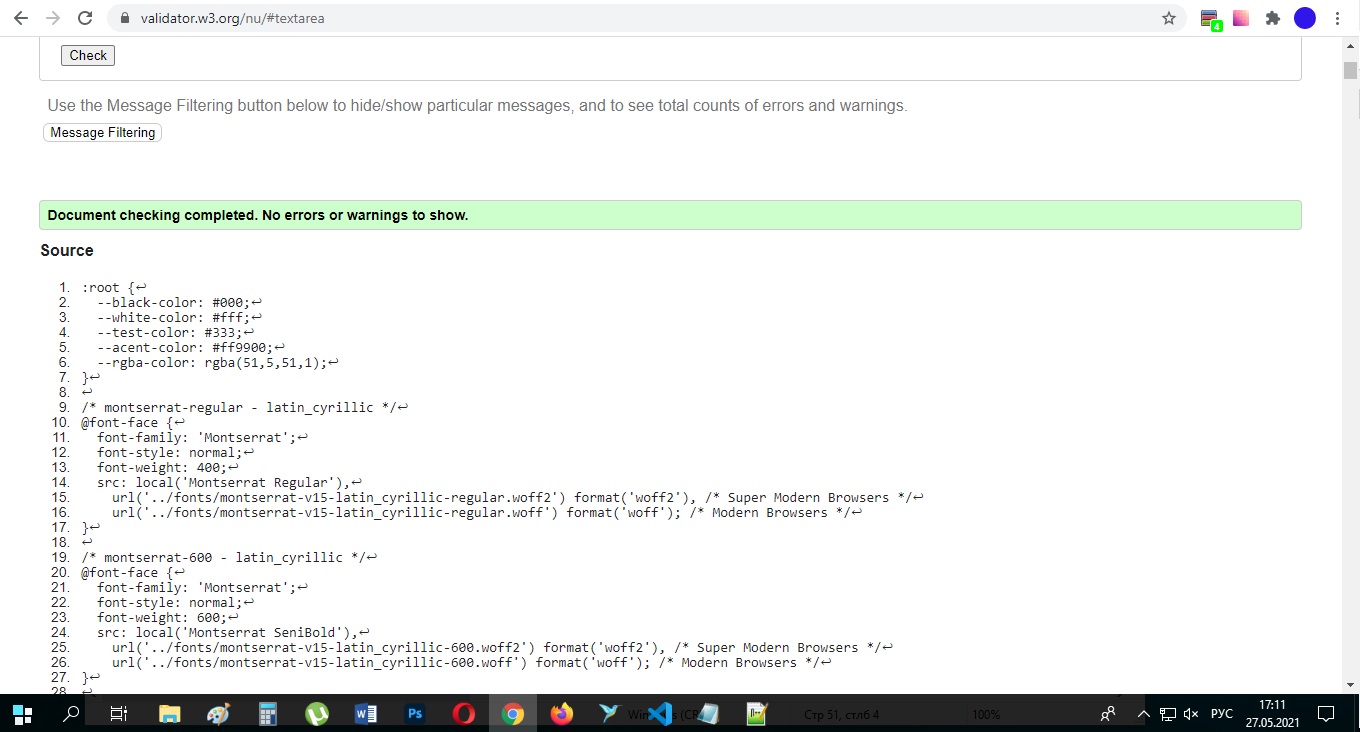 validator.w3.org/nu/#textarea
4
Check
Use the Message Filtering button below to hide/show particular messages, and to see total counts of errors and warnings.
Message Filtering
Document checking completed. No errors or warnings to show.
Source
1. :root {↩
2. --black-color: #000;↩
3. --white-color: #fff;↩
4. --test-color: #333;↩
5. --acent-color: #ff9900;↩
6. --rgba-color: rgba(51,5,51,1);↩
7. }↩
8. ↩
9. /* montserrat-regular - latin_cyrillic */↩
10. @font-face {↩
11. font-family: 'Montserrat';↩
12. font-style: normal;↩
13. font-weight: 400;↩
14. src: local('Montserrat Regular'),↩
15. url('../fonts/montserrat-v15-latin_cyrillic-regular.woff2') format('woff2'), /* Super Modern Browsers */↩
16. url('../fonts/montserrat-v15-latin_cyrillic-regular.woff') format('woff'); /* Modern Browsers */↩
17. }↩
18. ↩
19. /* montserrat-600 - latin_cyrillic */↩
20. @font-face {↩
21. font-family: 'Montserrat';↩
22. font-style: normal;↩
23. font-weight: 600;↩
24. src: local('Montserrat SeniBold'),↩
25. url('../fonts/montserrat-v15-latin_cyrillic-600.woff2') format('woff2'), /* Super Modern Browsers */↩
26. url('../fonts/montserrat-v15-latin_cyrillic-600.woff') format('woff'); /* Modern Browsers */↩
27. }↩
28. ↩
W
Ps
(CP
Стр 51, стлб 4
100%
РУС
17:11
27.05.2021